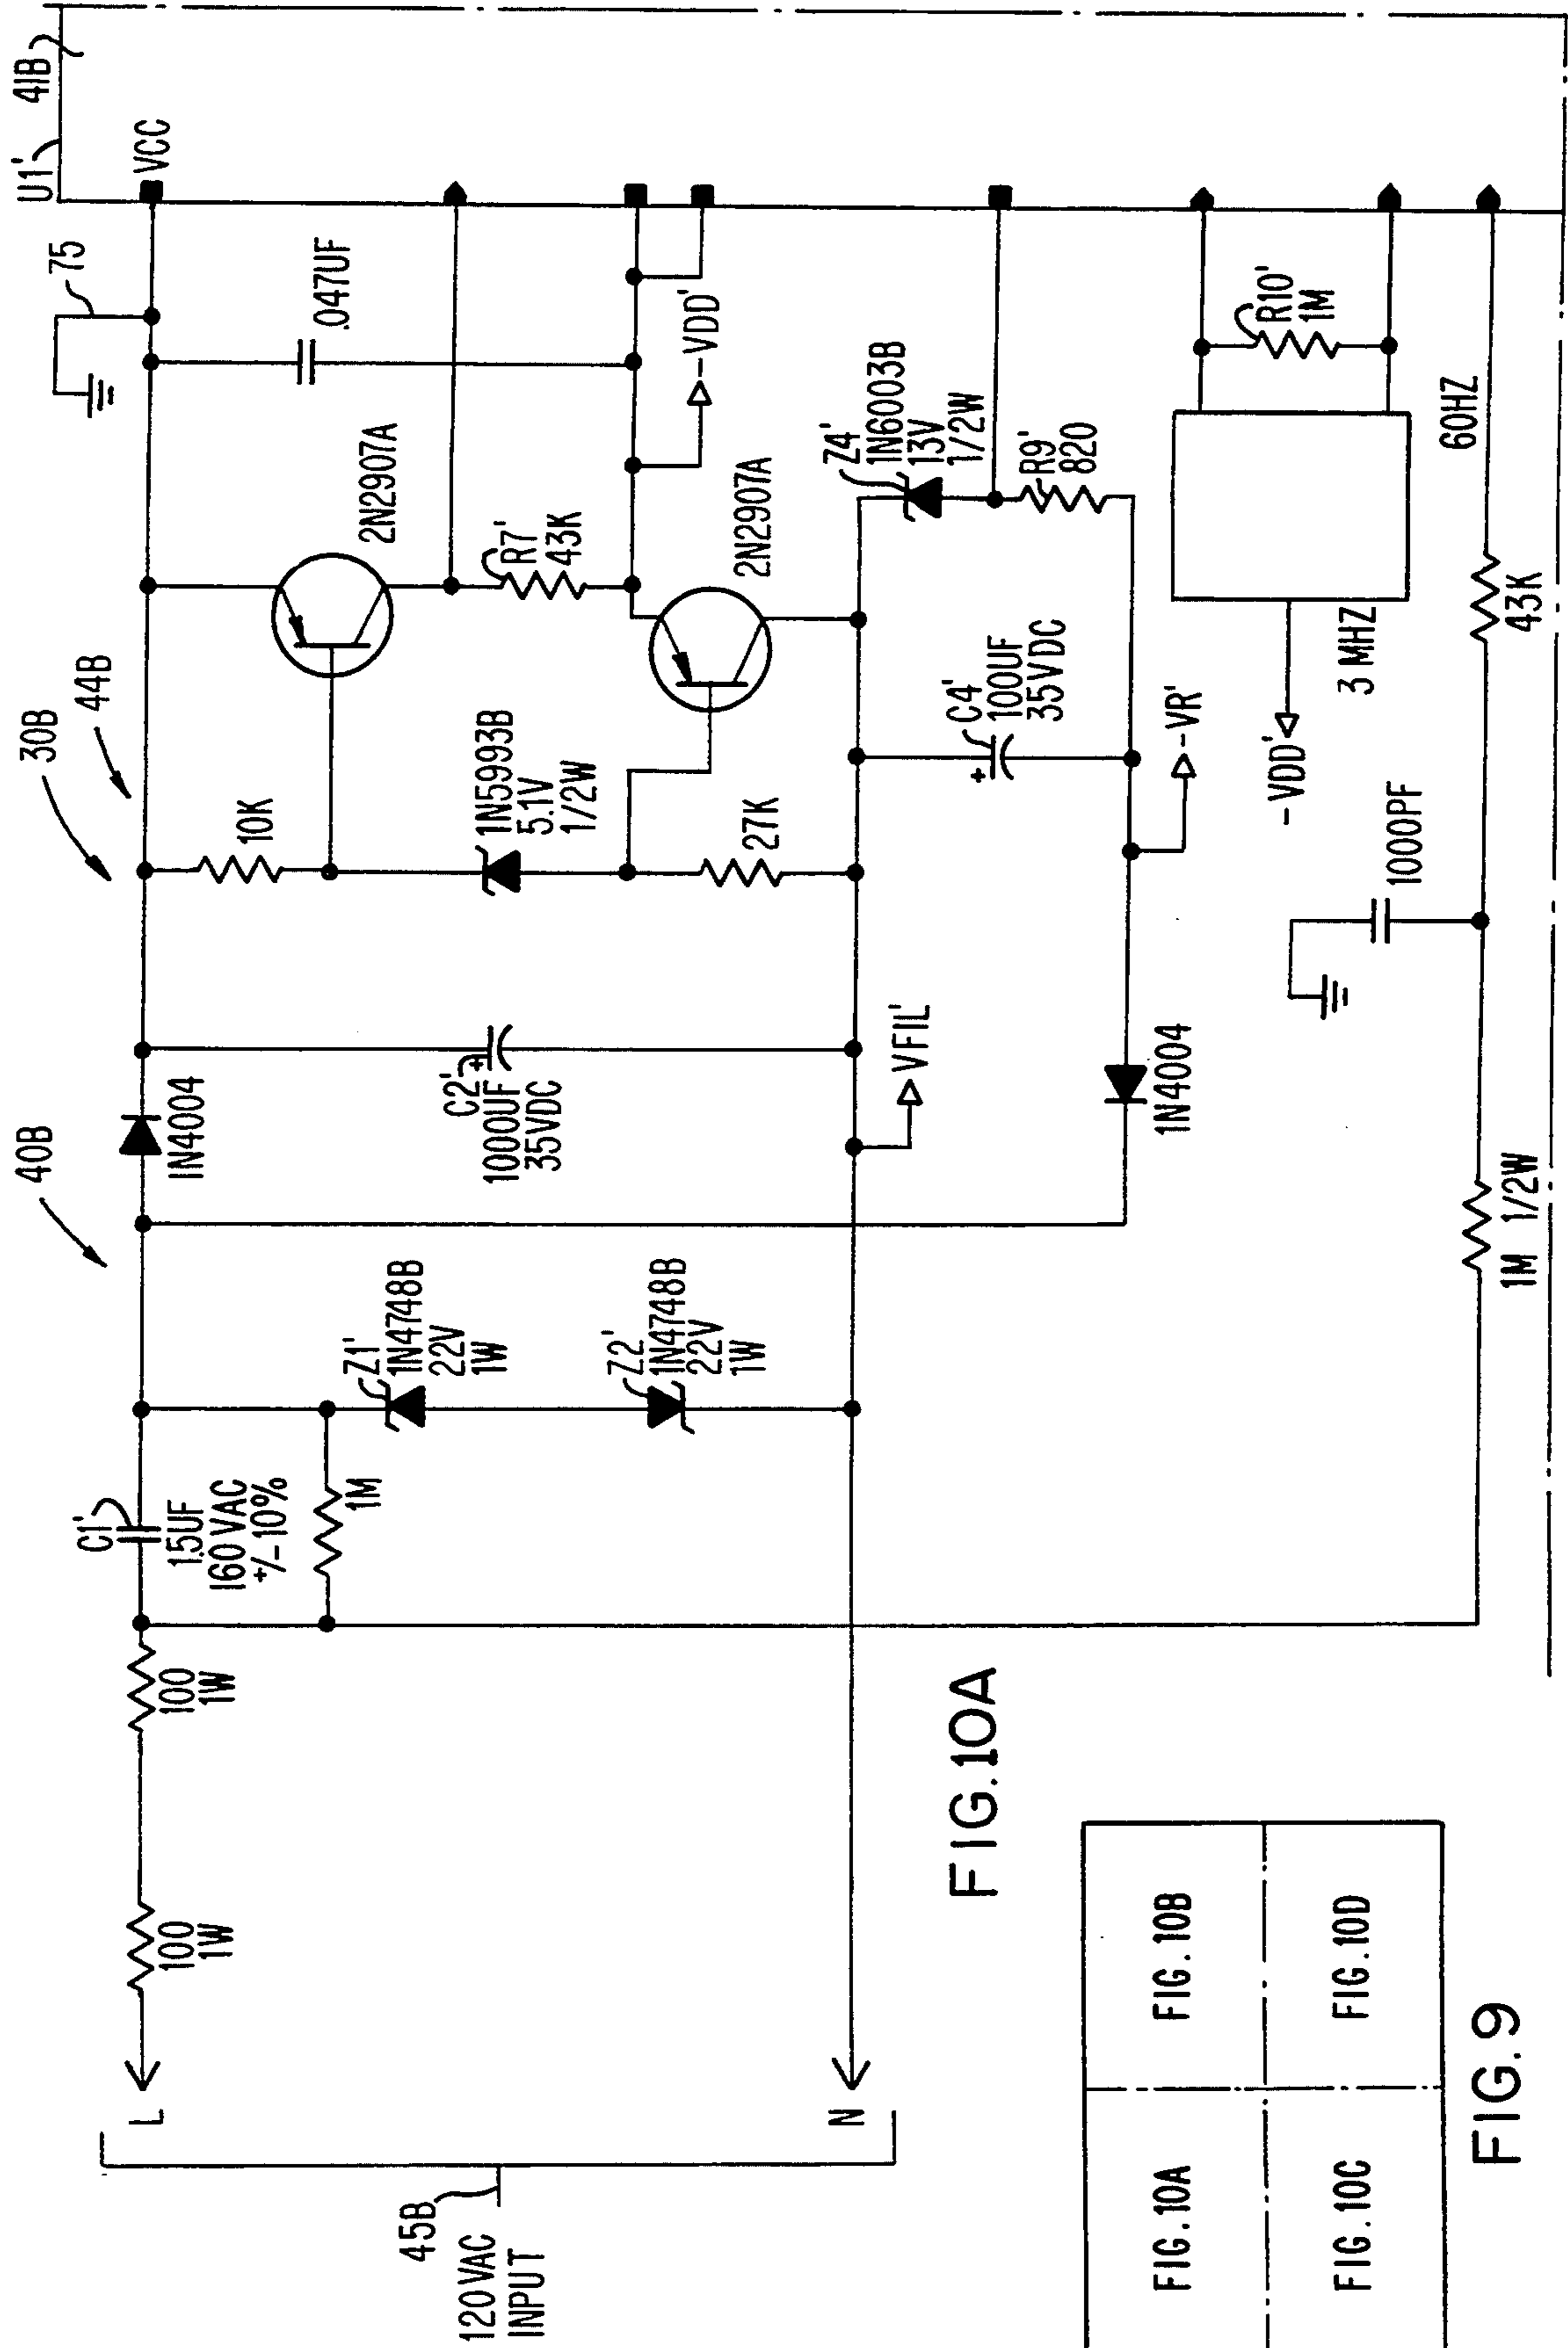 45B
120VAC
INPUT
L
N
100
1W
100
1W
C1'
1.5UF
160 VAC
+/-10%
1M
40B
Z1'
1N4748B
22V
1W
Z2'
1N4748B
22V
1W
1N4004
C2'
+
1000UF
35VDC
VFIL'
30B
44B
10K
1N5993B
5.1V
1/2W
27K
2N2907A
R7'
43K
2N2907A
-VDD'
.047UF
75
U1'
41B
VCC
C4'
+
100UF
35VDC
Z4'
1N6003B
13V
1/2W
R9'
820
-VR'
1N4004
-VDD'
3 MHZ
R10'
1M
1000PF
1M 1/2W
43K
60HZ
FIG.10A
FIG.10A
FIG.10B
FIG.10C
FIG.10D
FIG.9